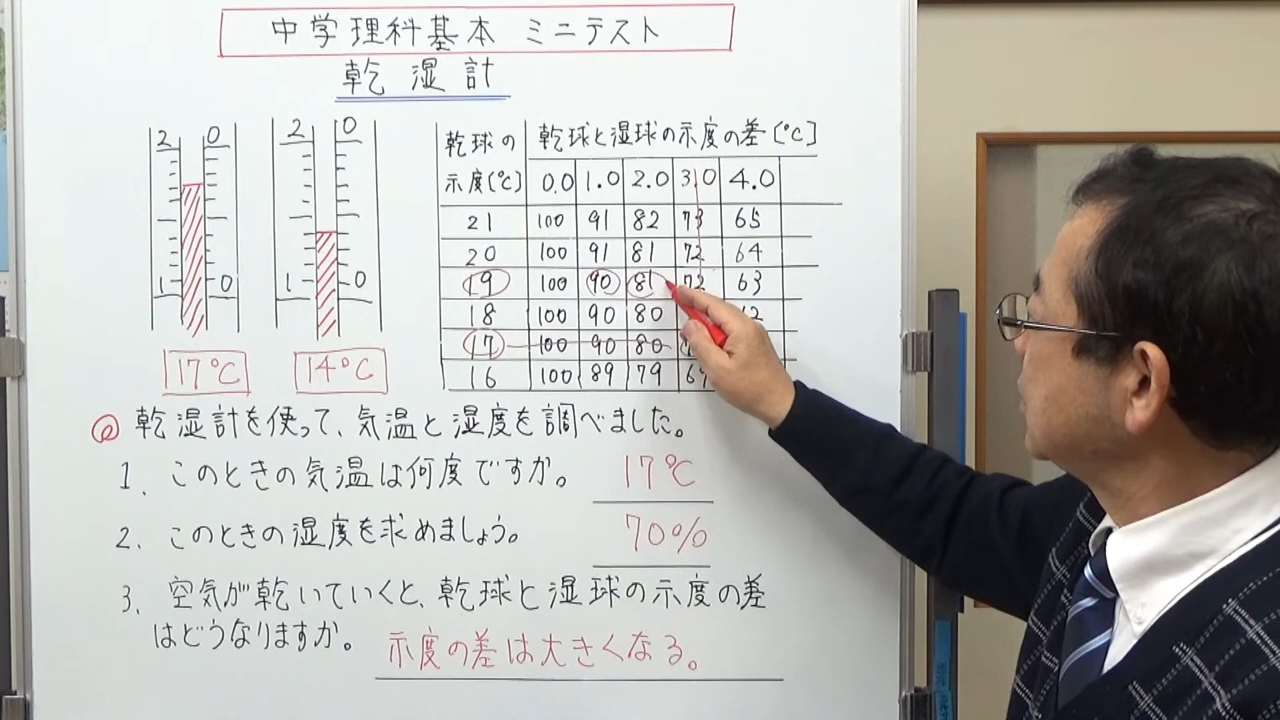 中学理科基本 ミニテスト
乾湿計
2 0 2 0
1 0 1 0
17℃ 14℃
乾球の示度(℃) 乾球と湿球の示度の差[℃]
0.0 1.0 2.0 3.0 4.0
21 100 91 82 73 65
20 100 91 81 72 64
19 100 90 81 72 63
18 100 90 80
17 100 90 80
16 100 89 79
◎ 乾湿計を使って、気温と湿度を調べました。
1. このときの気温は何度ですか。 17℃
2. このときの湿度を求めましょう。 70%
3. 空気が乾いていくと、乾球と湿球の示度の差
はどうなりますか。 示度の差は大きくなる。